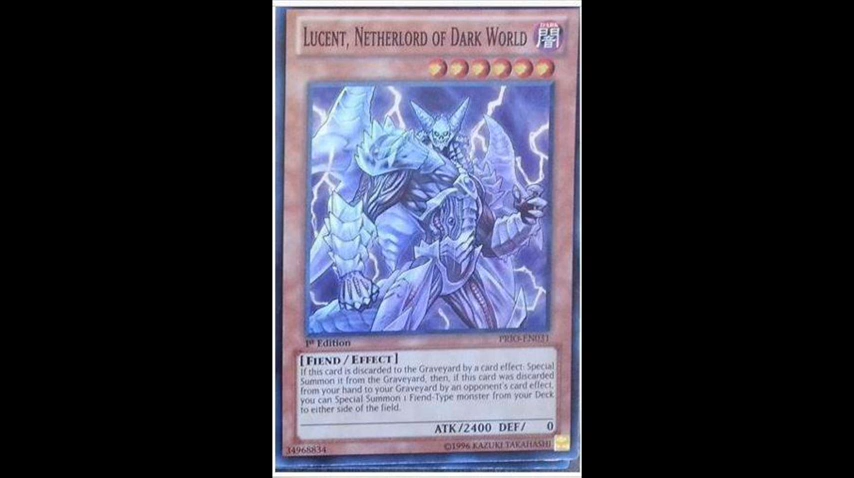 LUCENT, NETHERLORD OF DARK WORLD
DARK
闇
1st Edition
PRIO-EN031
[FIEND / EFFECT]
If this card is discarded to the Graveyard by a card effect: Special
Summon it from the Graveyard, then, if this card was discarded
from your hand to your Graveyard by an opponent's card effect,
you can Special Summon 1 Fiend-Type monster from your Deck
to either side of the field.
ATK/2400 DEF/ 0
34968834
©1996 KAZUKI TAKAHASHI